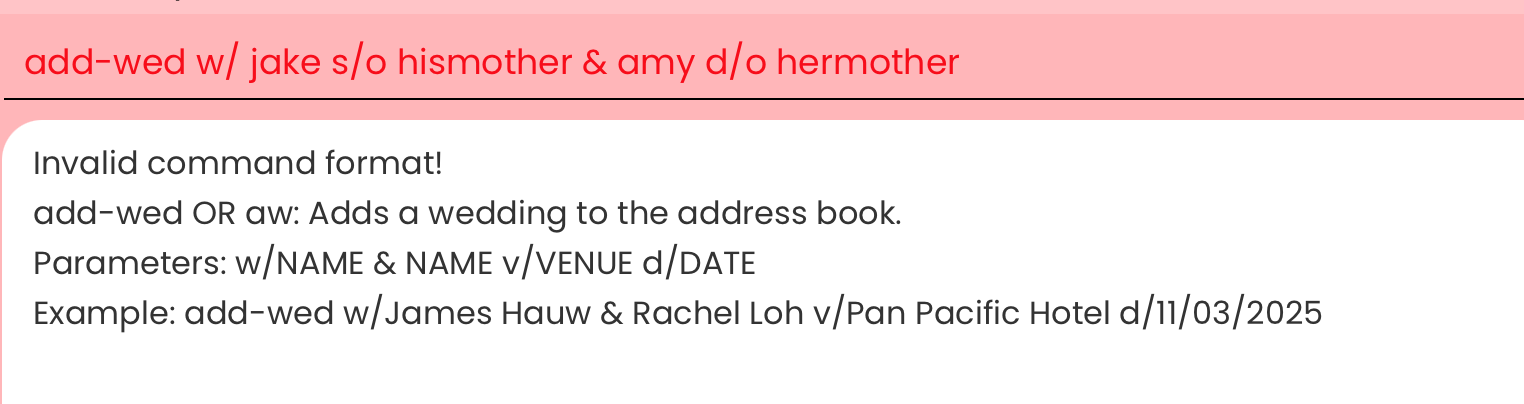 add-wed w/ jake s/o hismother & amy d/o hermother
Invalid command format!
add-wed OR aw: Adds a wedding to the address book.
Parameters: w/NAME & NAME v/VENUE d/DATE
Example: add-wed w/James Hauw & Rachel Loh v/Pan Pacific Hotel d/11/03/2025